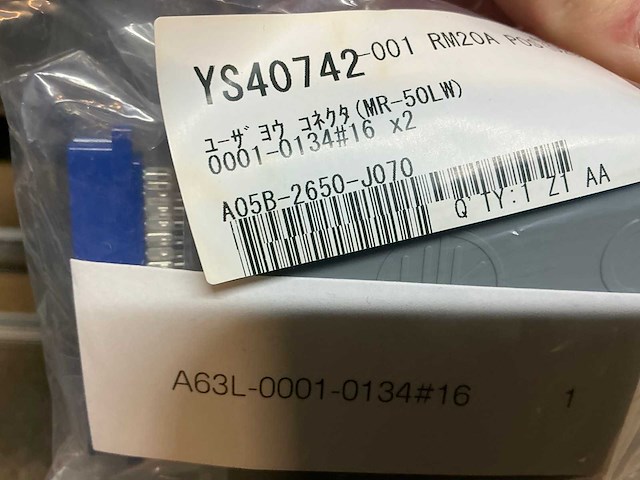 YS40742-001 RM20A
ユーザ ヨウ コネクタ(MR-50LW)
0001-0134#16 x2
A05B-2650-J070
Q'TY:1 Z1 AA
A63L-0001-0134#16 1